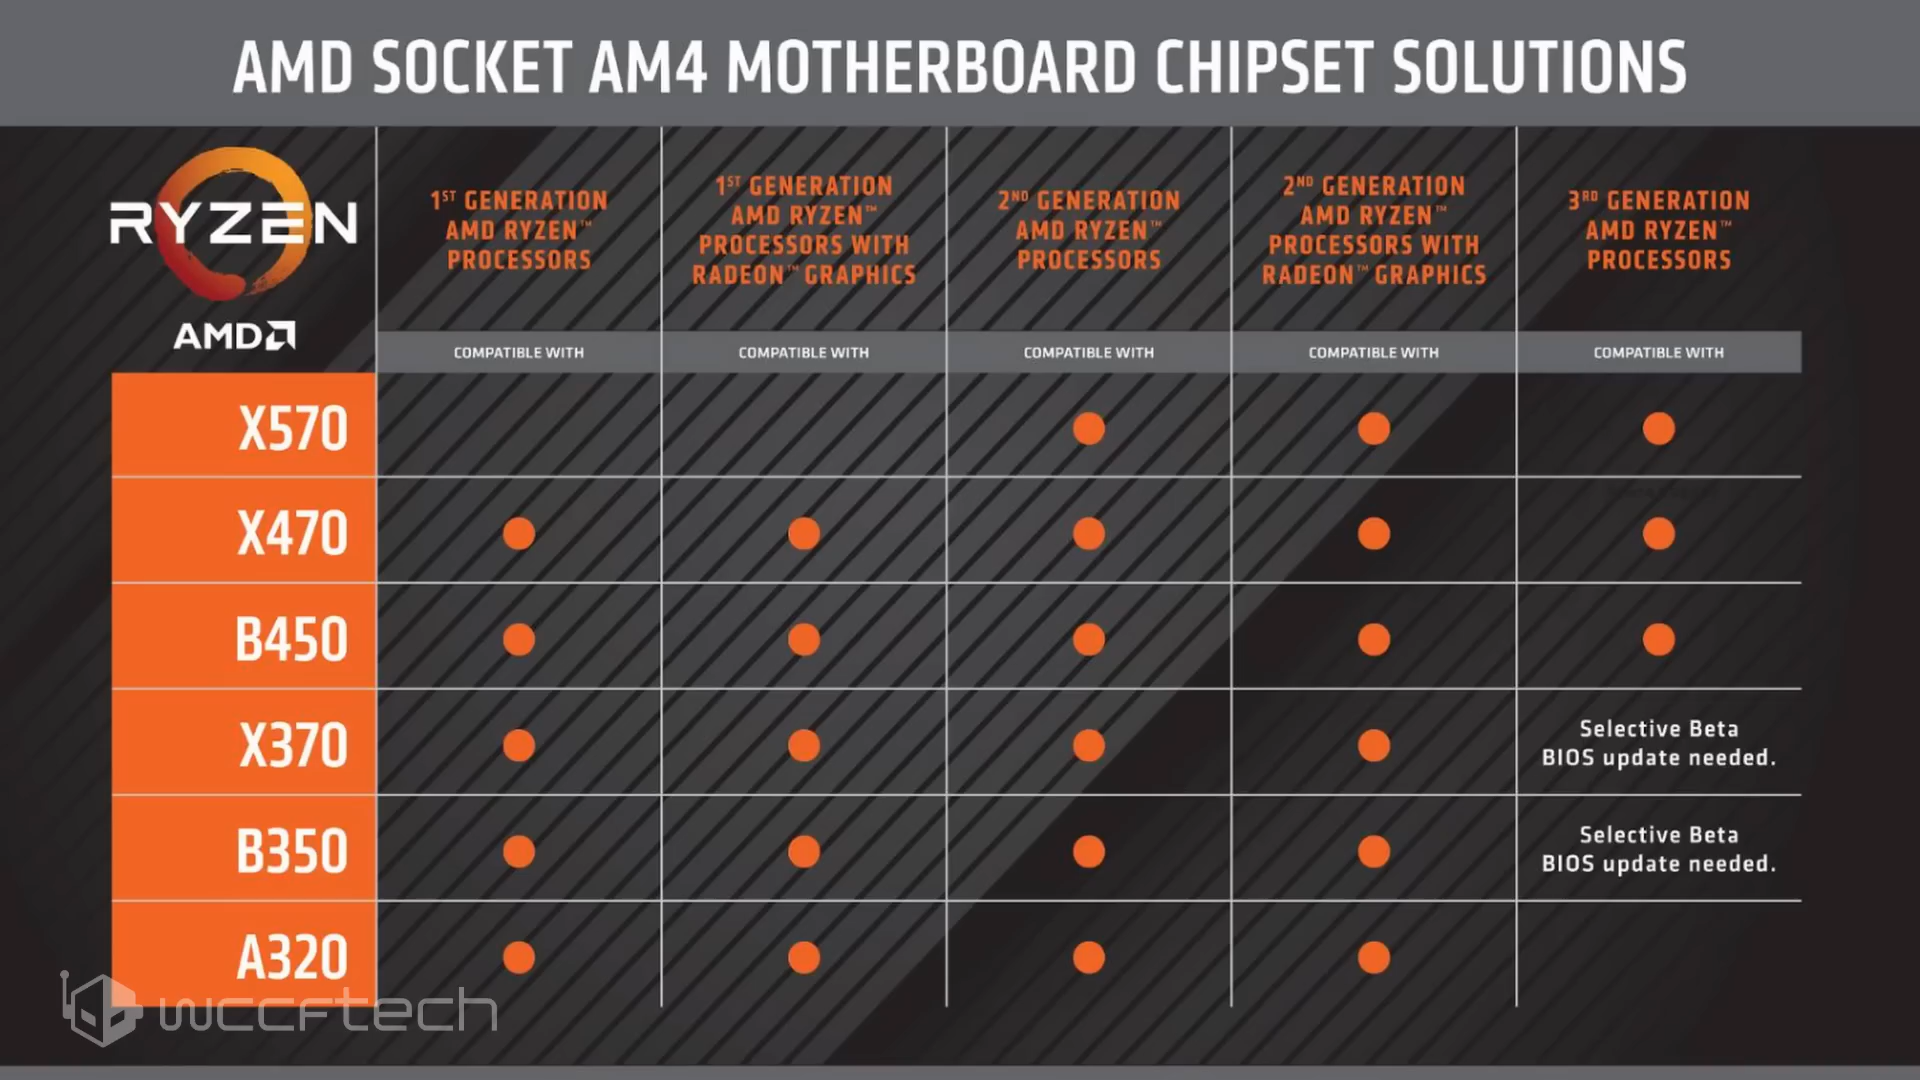 AMD SOCKET AM4 MOTHERBOARD CHIPSET SOLUTIONS
RYZEN
AMD
1ST GENERATION
AMD RYZEN™
PROCESSORS
1ST GENERATION
AMD RYZEN™
PROCESSORS WITH
RADEON™ GRAPHICS
2ND GENERATION
AMD RYZEN™
PROCESSORS
2ND GENERATION
AMD RYZEN™
PROCESSORS WITH
RADEON™ GRAPHICS
3RD GENERATION
AMD RYZEN™
PROCESSORS
COMPATIBLE WITH
COMPATIBLE WITH
COMPATIBLE WITH
COMPATIBLE WITH
COMPATIBLE WITH
X570
X470
B450
X370
Selective Beta
BIOS update needed.
B350
Selective Beta
BIOS update needed.
A320
wccftech